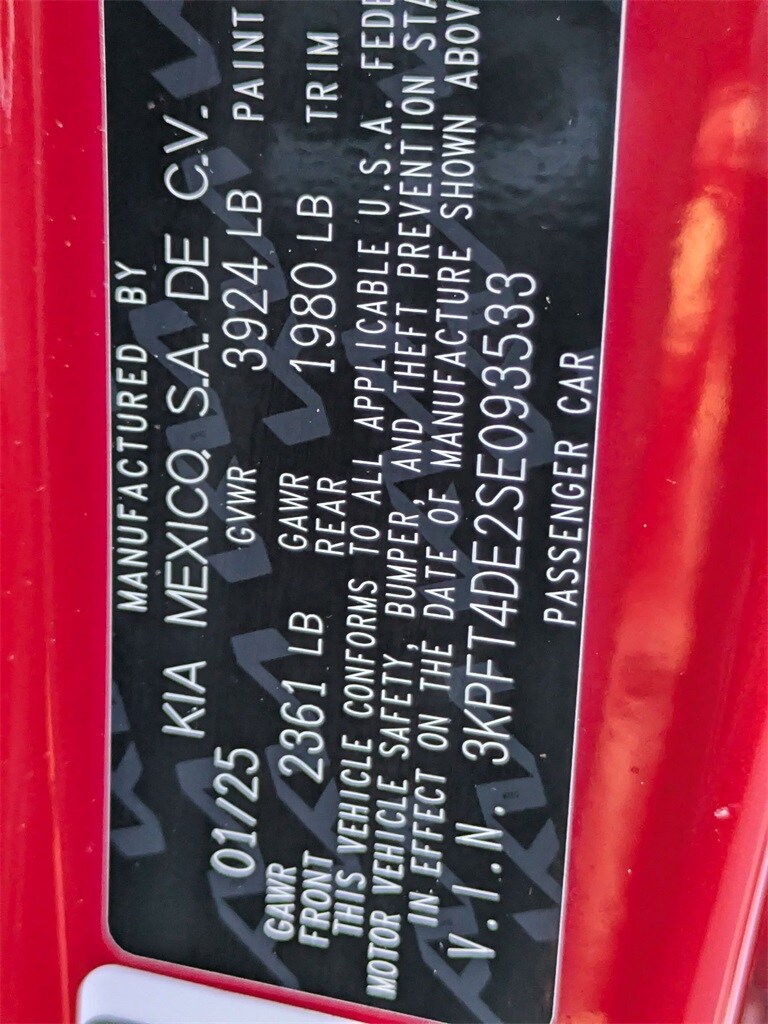 MANUFACTURED BY
KIA MEXICO, S.A. DE C.V.
01/25 GVWR 3924 LB PAINT
GAWR FRONT 2361 LB GAWR REAR 1980 LB TRIM
THIS VEHICLE CONFORMS TO ALL APPLICABLE U.S.A. FEDE
MOTOR VEHICLE SAFETY, BUMPER, AND THEFT PREVENTION STA
IN EFFECT ON THE DATE OF MANUFACTURE SHOWN ABOV
V.I.N. 3KPFT4DE2SE093533
PASSENGER CAR